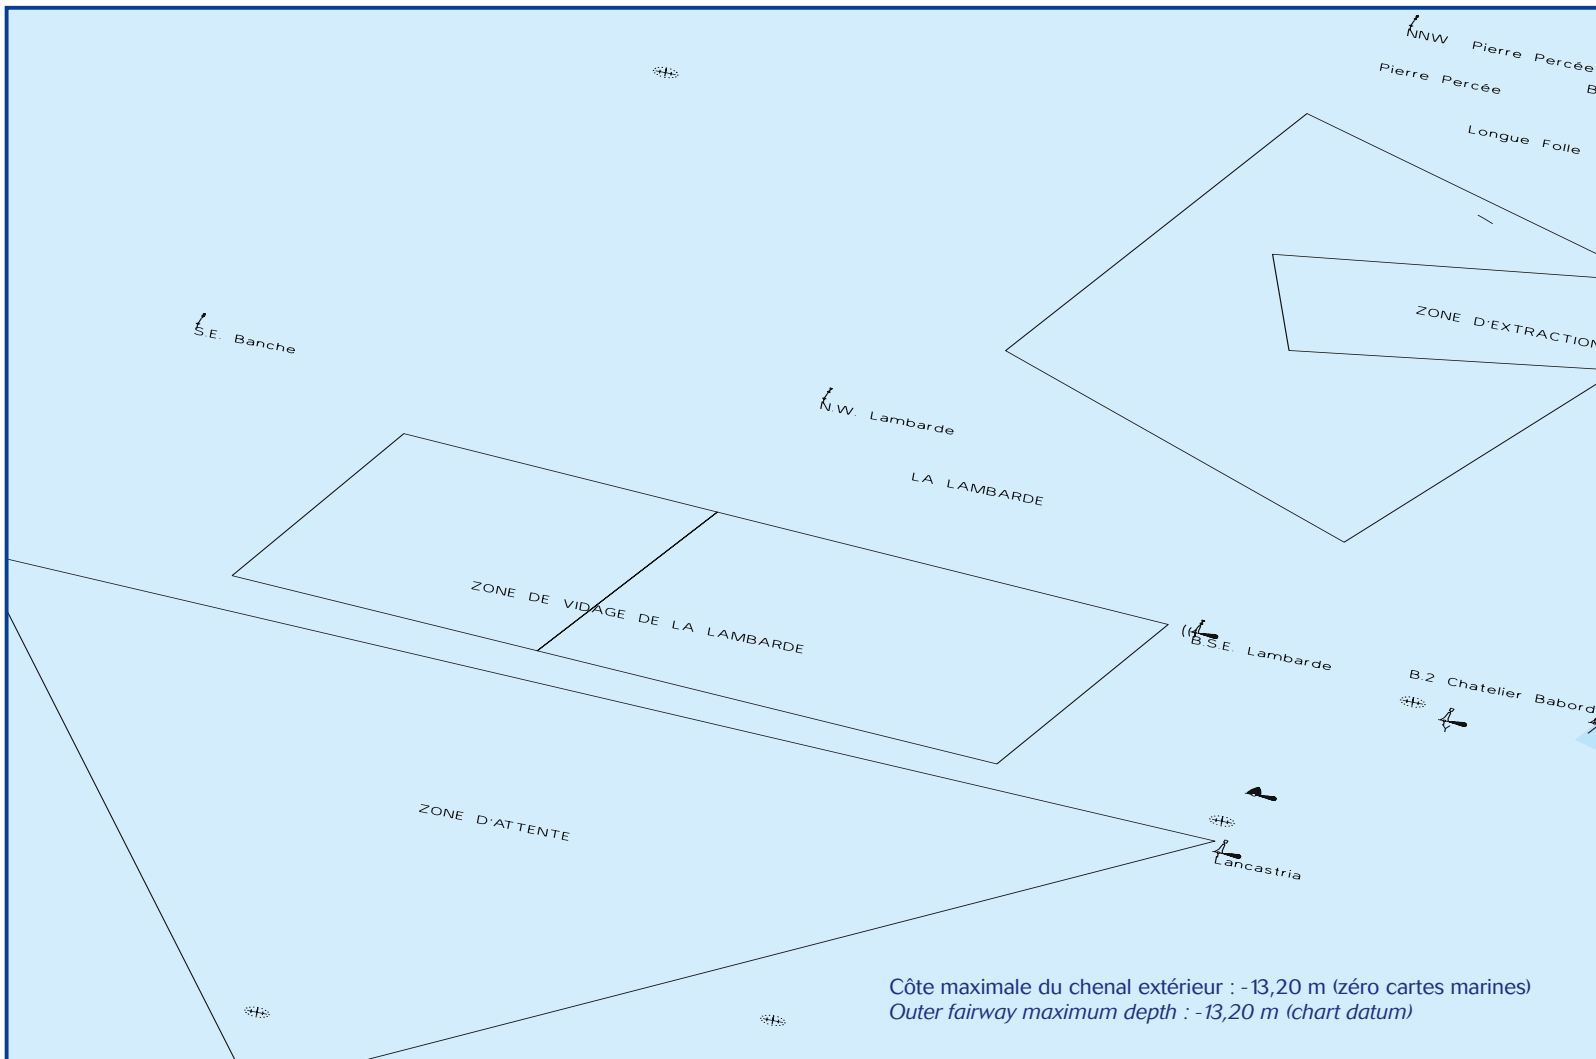 NNW Pierre Percée
Pierre Percée
B
Longue Folle
ZONE D'EXTRACTION
S.E. Banche
N.W. Lambarde
LA LAMBARDE
ZONE DE VIDAGE DE LA LAMBARDE
B.S.E. Lambarde
B.2 Chatelier Babord
ZONE D'ATTENTE
Lancastria
Côte maximale du chenal extérieur : -13,20 m (zéro cartes marines)
Outer fairway maximum depth : -13,20 m (chart datum)